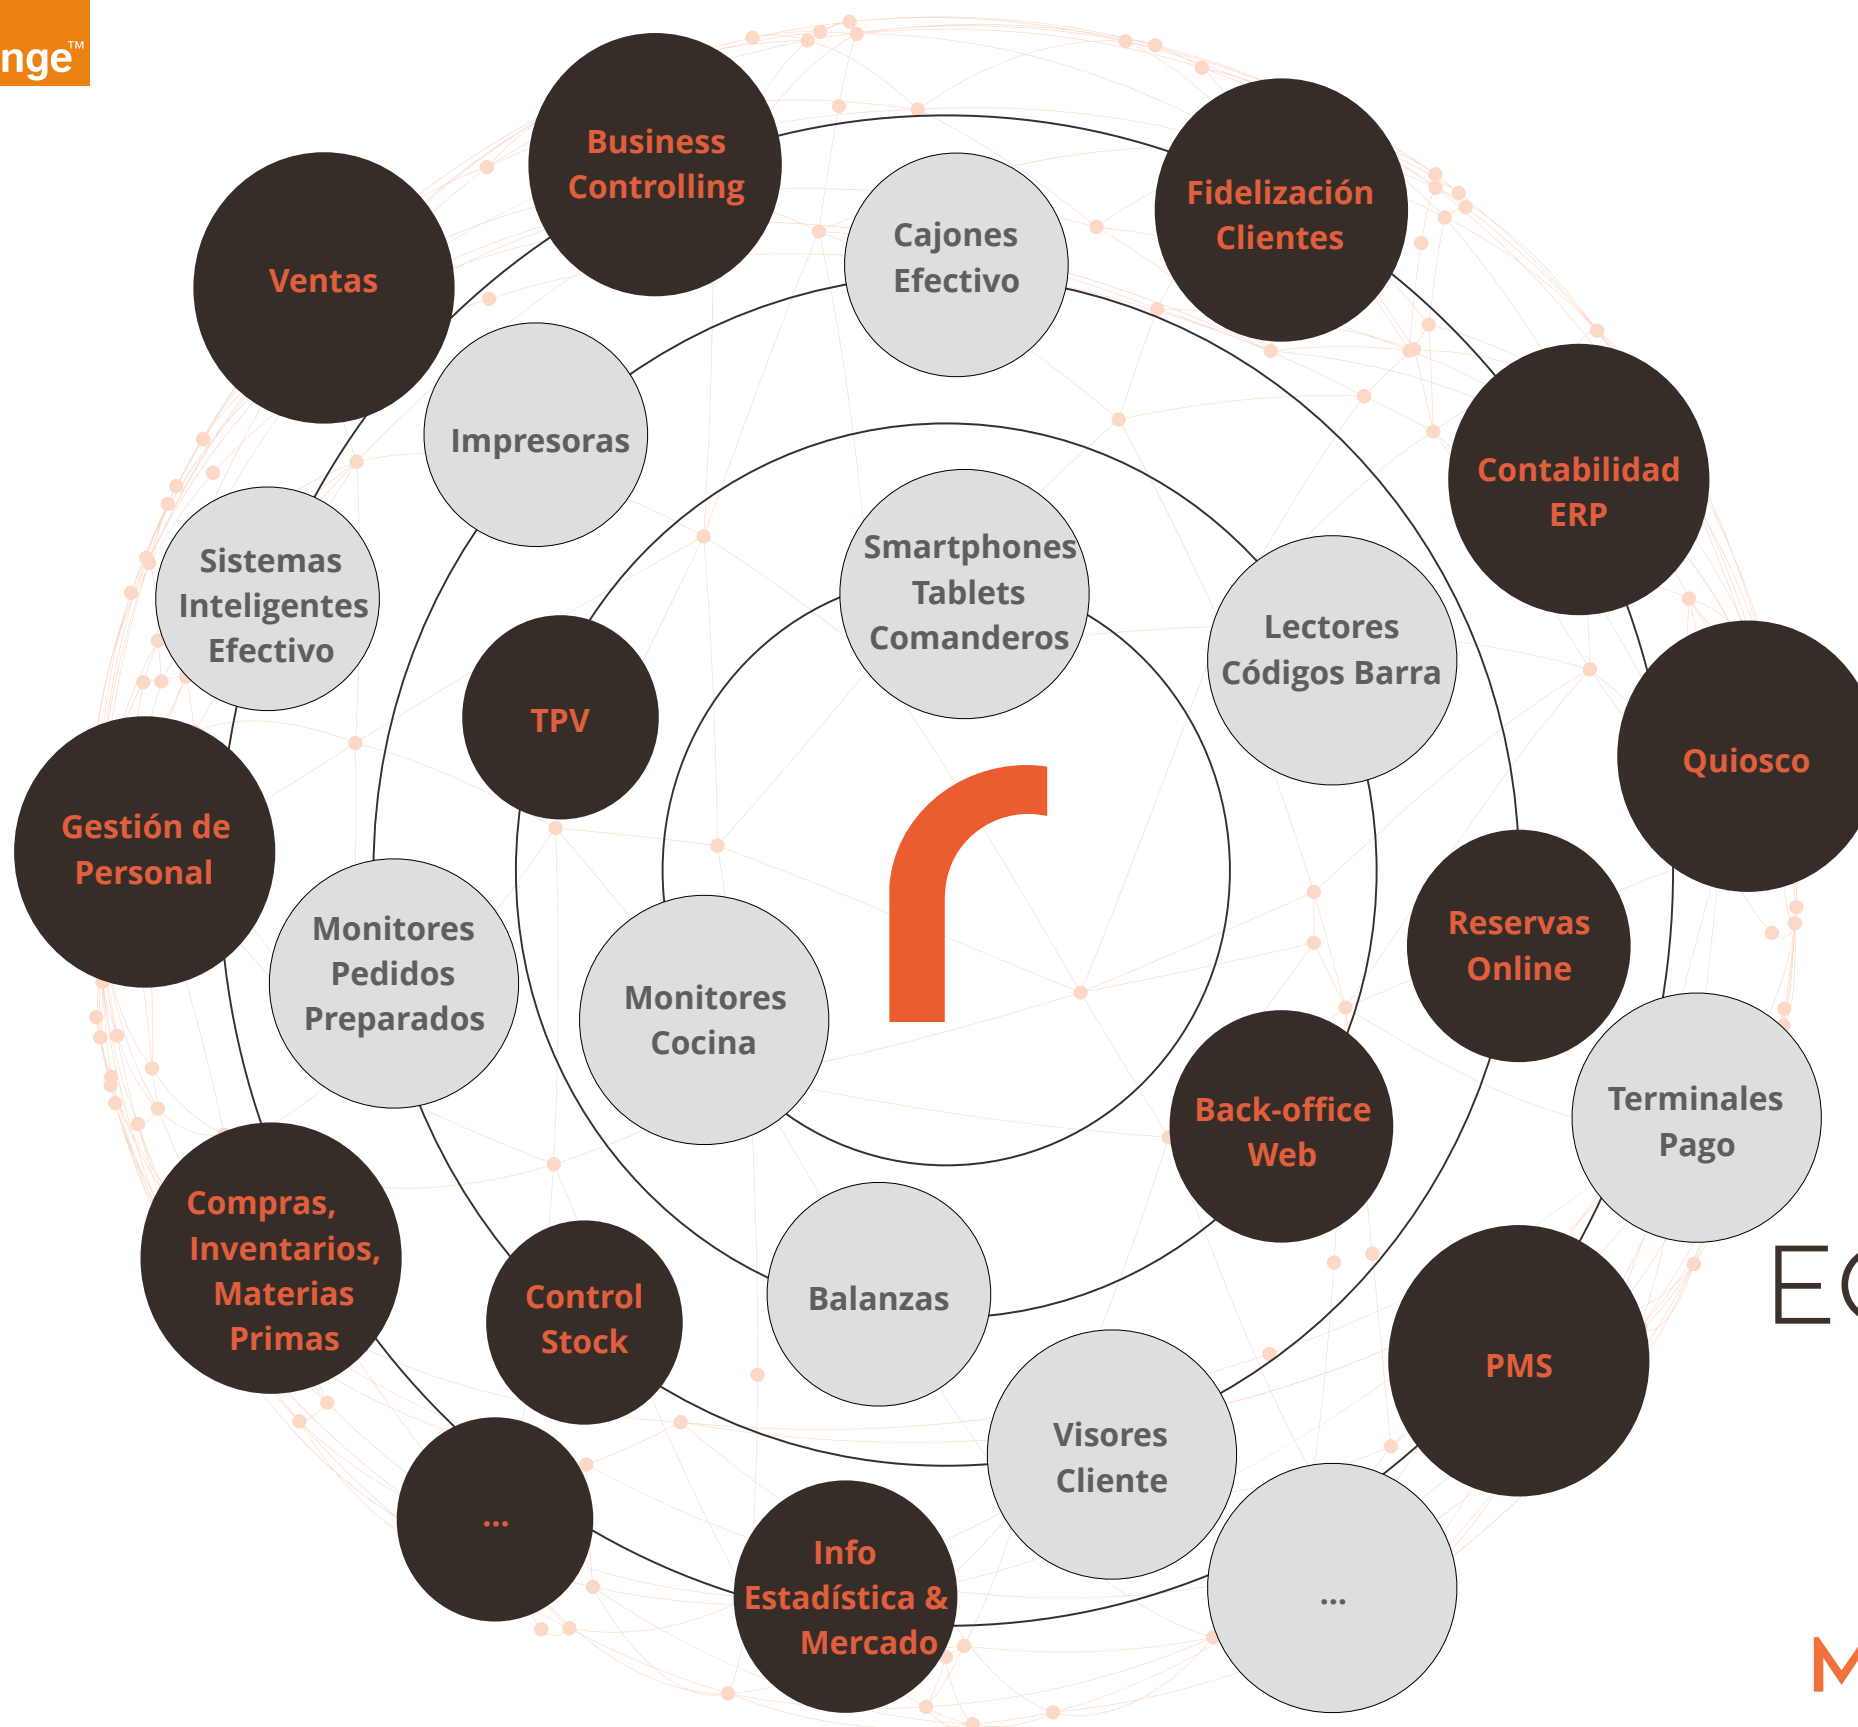 nge™
Business
Controlling
Fidelización
Clientes
Ventas
Cajones
Efectivo
Impresoras
Contabilidad
ERP
Sistemas
Inteligentes
Efectivo
Smartphones
Tablets
Comanderos
Lectores
Códigos Barra
TPV
Quiosco
Gestión de
Personal
Monitores
Pedidos
Preparados
r
Reservas
Online
Monitores
Cocina
Back-office
Web
Terminales
Pago
Compras,
Inventarios,
Materias
Primas
Control
Stock
Balanzas
PMS
Visores
Cliente
...
Info
Estadística &
Mercado
...
E
M